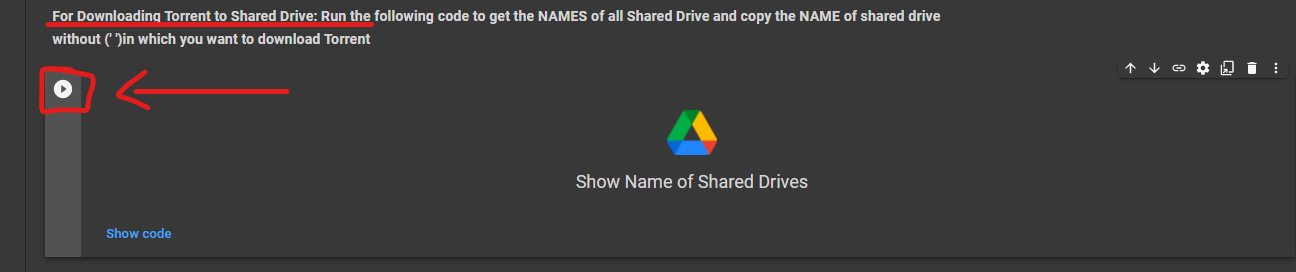 For Downloading Torrent to Shared Drive: Run the following code to get the NAMES of all Shared Drive and copy the NAME of shared drive
without (' ')in which you want to download Torrent
Show Name of Shared Drives
Show code